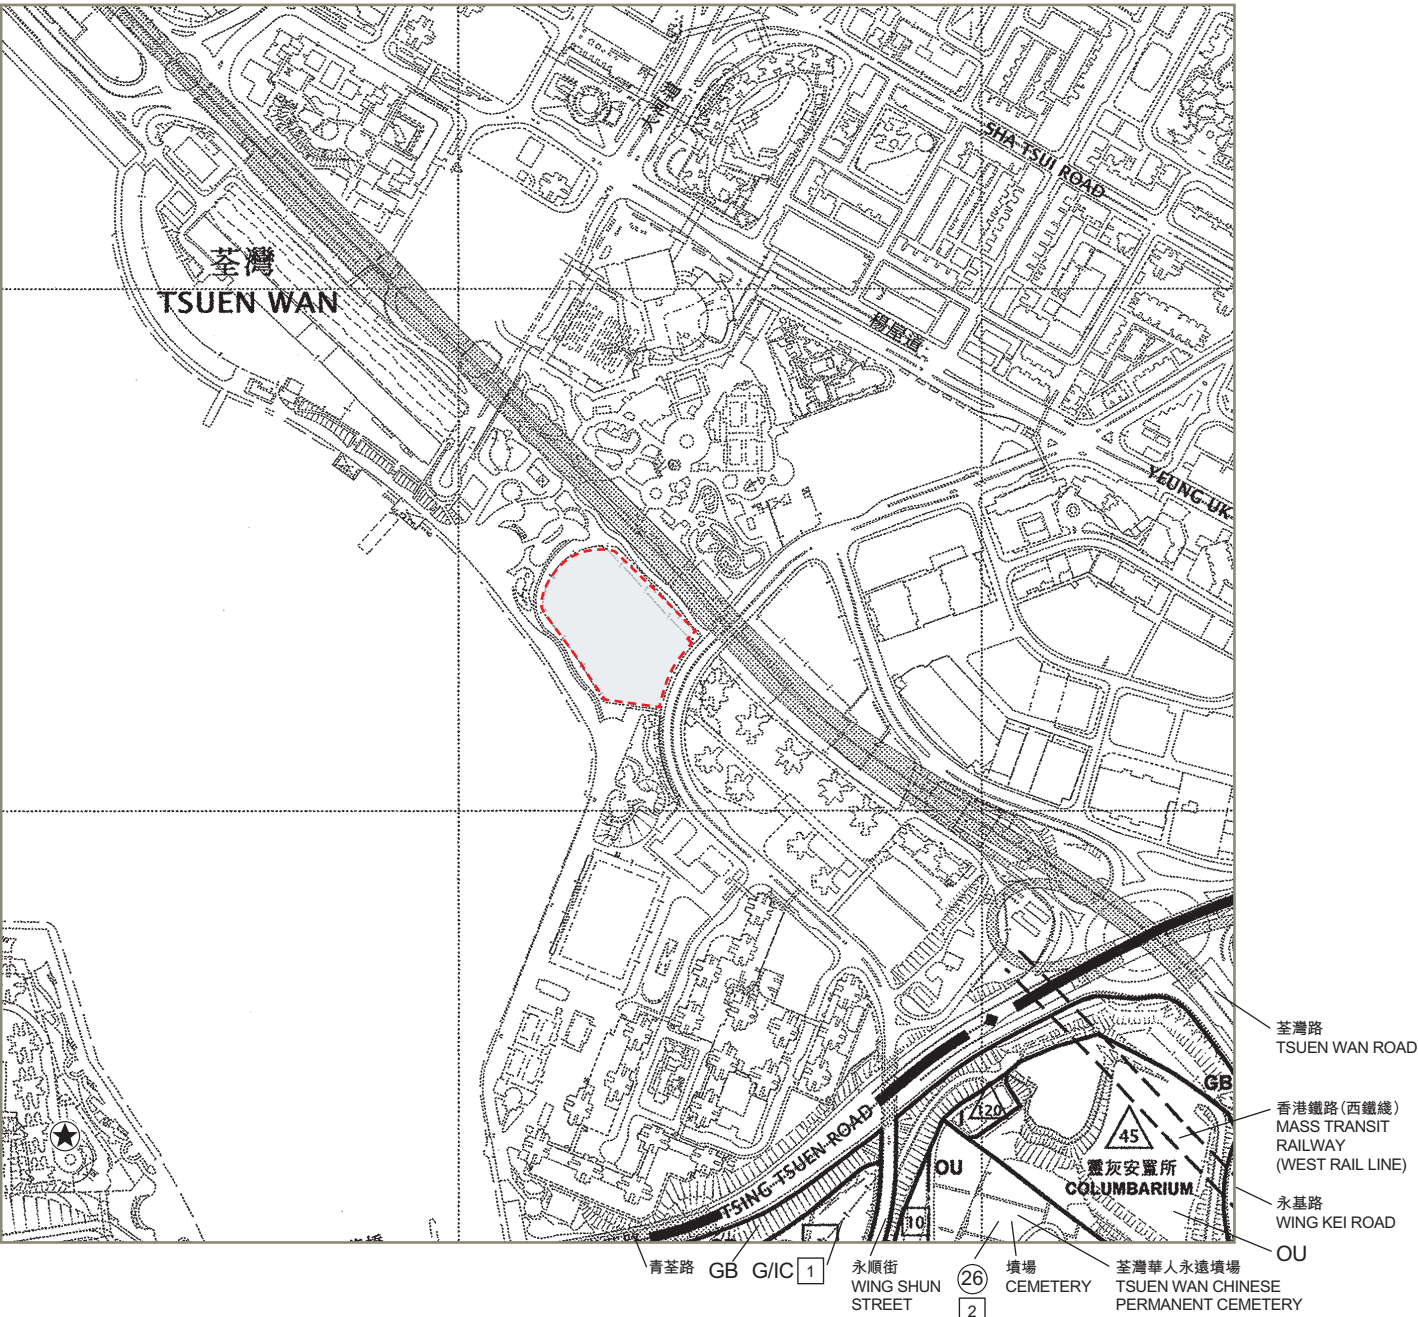 大河道
SHA TSUI ROAD
荃灣
TSUEN WAN
楊屋道
YEUNG UK
荃灣路
TSUEN WAN ROAD
GB
120
香港鐵路(西鐵綫)
MASS TRANSIT
RAILWAY
(WEST RAIL LINE)
45
靈灰安置所
COLUMBARIUM
OU
TSING TSUEN ROAD
永基路
WING KEI ROAD
10
OU
青荃路
GB
G/IC 1
永順街
WING SHUN
STREET
26
2
墳場
CEMETERY
荃灣華人永遠墳場
TSUEN WAN CHINESE
PERMANENT CEMETERY